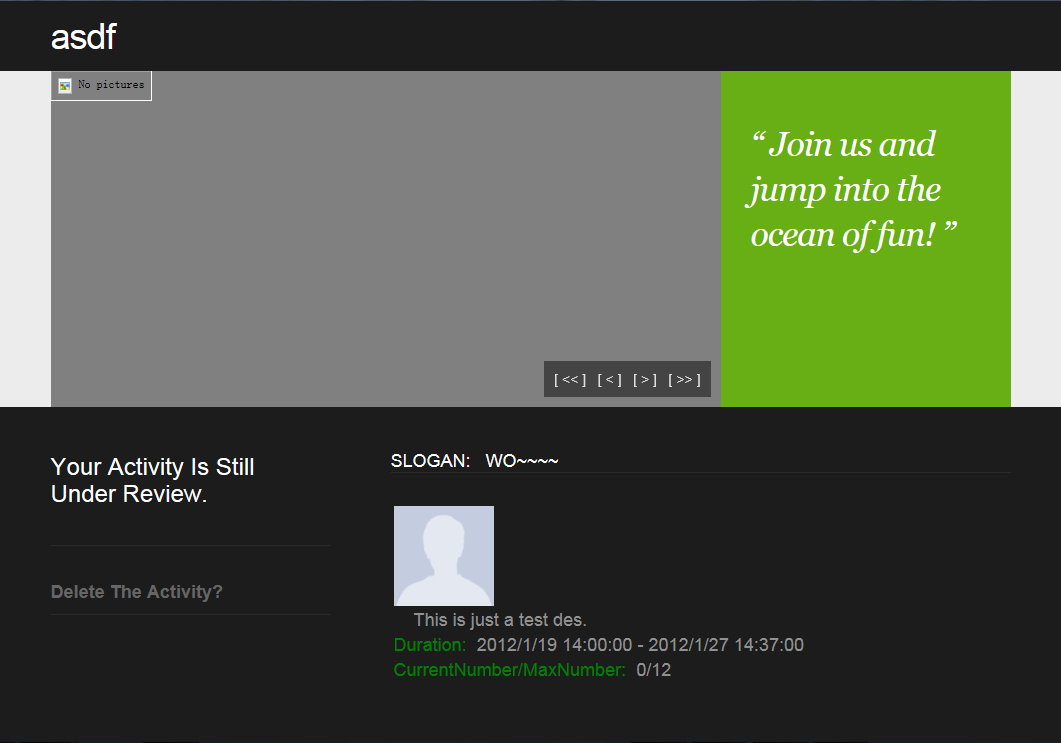 asdf
No pictures
“ Join us and
jump into the
ocean of fun! ”
[ << ] [ < ] [ > ] [ >> ]
Your Activity Is Still
Under Review.
Delete The Activity?
SLOGAN: WO~~~~
This is just a test des.
Duration: 2012/1/19 14:00:00 - 2012/1/27 14:37:00
CurrentNumber/MaxNumber: 0/12